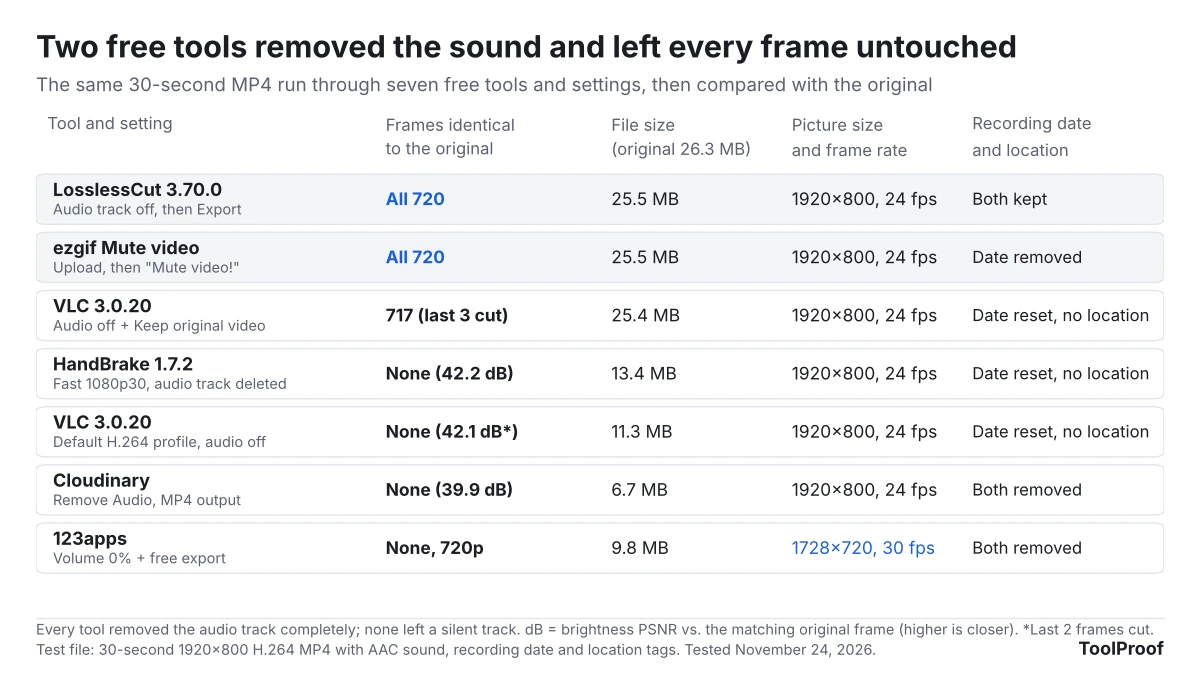 Two free tools removed the sound and left every frame untouched
The same 30-second MP4 run through seven free tools and settings, then compared with the original
Tool and setting
Frames identical
to the original
File size
(original 26.3 MB)
Picture size
and frame rate
Recording date
and location
LosslessCut 3.70.0
Audio track off, then Export
All 720
25.5 MB
1920×800, 24 fps
Both kept
ezgif Mute video
Upload, then "Mute video!"
All 720
25.5 MB
1920×800, 24 fps
Date removed
VLC 3.0.20
Audio off + Keep original video
717 (last 3 cut)
25.4 MB
1920×800, 24 fps
Date reset, no location
HandBrake 1.7.2
Fast 1080p30, audio track deleted
None (42.2 dB)
13.4 MB
1920×800, 24 fps
Date reset, no location
VLC 3.0.20
Default H.264 profile, audio off
None (42.1 dB*)
11.3 MB
1920×800, 24 fps
Date reset, no location
Cloudinary
Remove Audio, MP4 output
None (39.9 dB)
6.7 MB
1920×800, 24 fps
Both removed
123apps
Volume 0% + free export
None, 720p
9.8 MB
1728×720, 30 fps
Both removed
Every tool removed the audio track completely; none left a silent track. dB = brightness PSNR vs. the matching original frame (higher is closer). *Last 2 frames cut.
Test file: 30-second 1920×800 H.264 MP4 with AAC sound, recording date and location tags. Tested November 24, 2026.
ToolProof